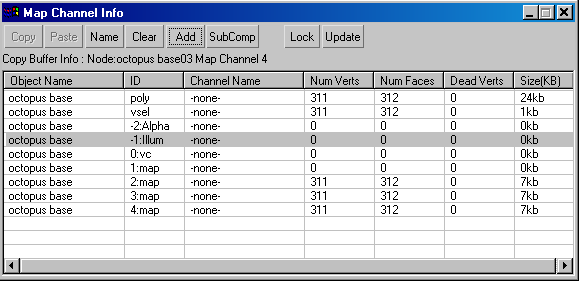 Map Channel Info
Copy Paste Name Clear Add SubComp Lock Update
Copy Buffer Info : Node:octopus base03 Map Channel 4
Object Name ID Channel Name Num Verts Num Faces Dead Verts Size(KB)
octopus base poly -none- 311 312 0 24kb
octopus base vsel -none- 311 312 0 1kb
octopus base -2:Alpha -none- 0 0 0 0kb
octopus base -1:Illum -none- 0 0 0 0kb
octopus base 0:vc -none- 0 0 0 0kb
octopus base 1:map -none- 0 0 0 0kb
octopus base 2:map -none- 311 312 0 7kb
octopus base 3:map -none- 311 312 0 7kb
octopus base 4:map -none- 311 312 0 7kb